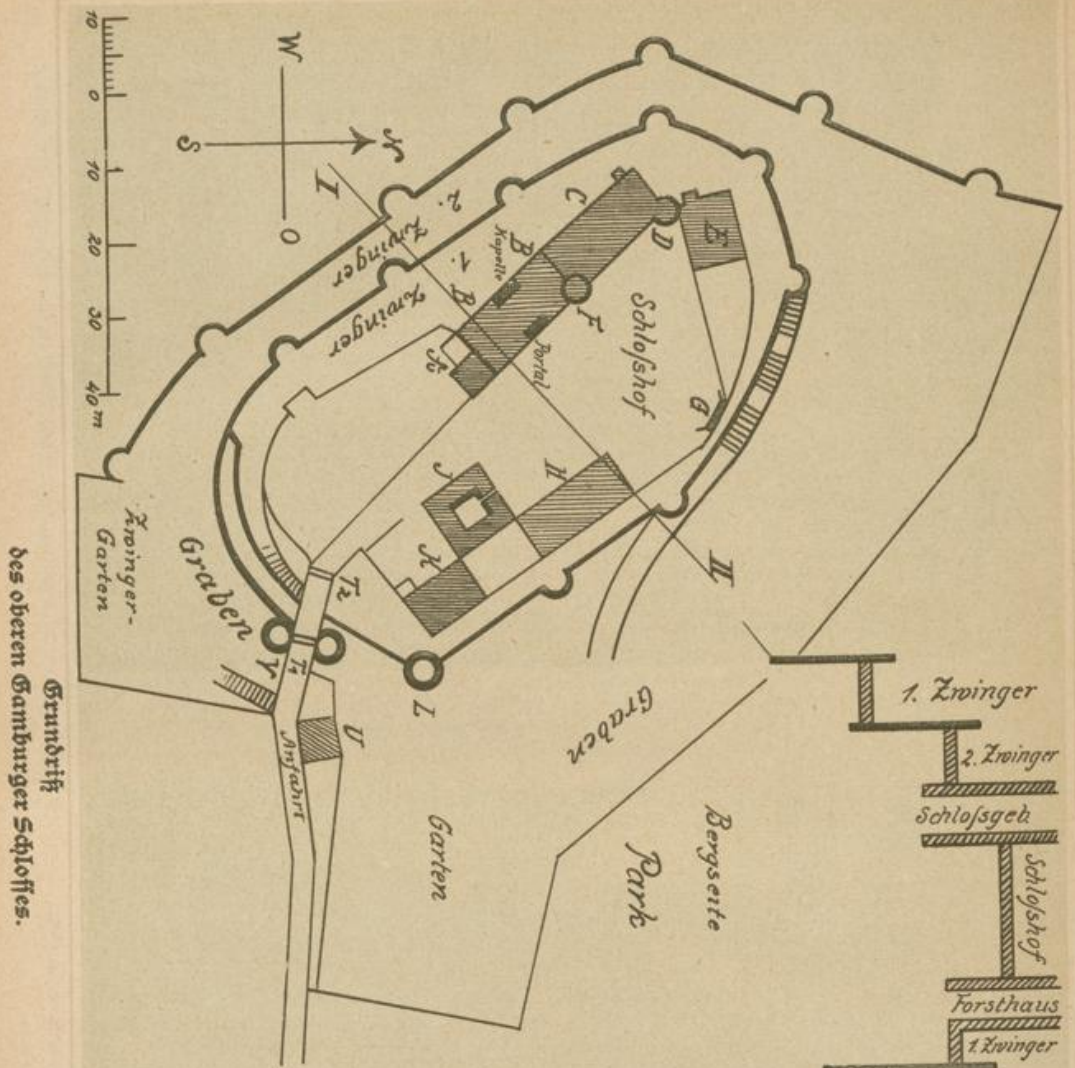 10
0
10
20
30
40 m
W
N
S
O
I
2. Zwinger
1. Zwinger
C
B
Kapelle
B
D
E
F
Portal
Schloſshof
G
H
J
K
II
Zwinger-
Garten
Graben
T2
T1
Y
L
U
Anfahrt
Garten
Graben
Bergseite
Park
1. Zwinger
2. Zwinger
Schloſsgeb.
Schloſshof
Forsthaus
1. Zwinger
Grundriß
des oberen Gamburger Schloſſes.